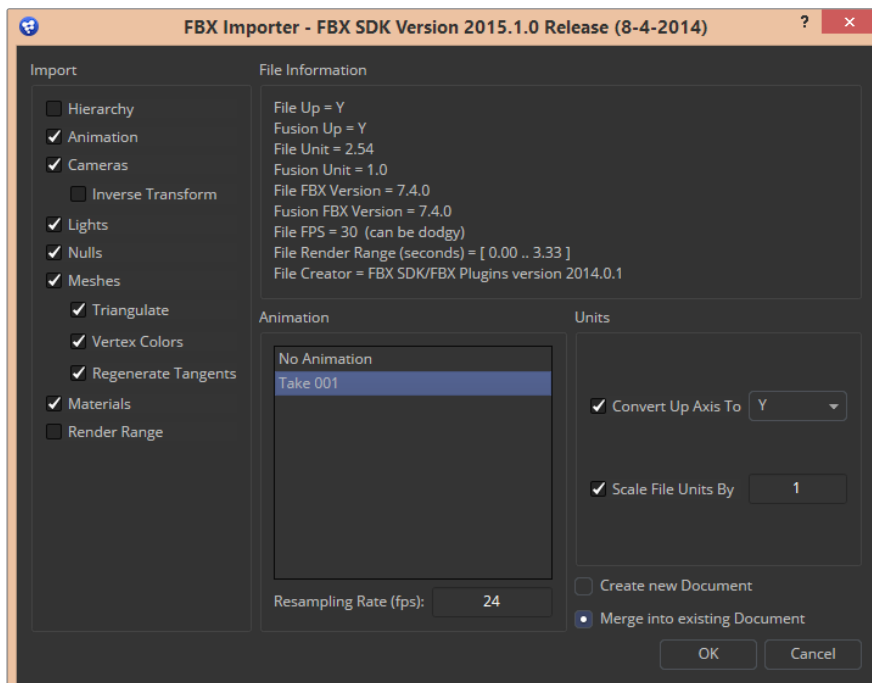 FBX Importer - FBX SDK Version 2015.1.0 Release (8-4-2014)
?
×
Import
Hierarchy
Animation
Cameras
Inverse Transform
Lights
Nulls
Meshes
Triangulate
Vertex Colors
Regenerate Tangents
Materials
Render Range
File Information
File Up = Y
Fusion Up = Y
File Unit = 2.54
Fusion Unit = 1.0
File FBX Version = 7.4.0
Fusion FBX Version = 7.4.0
File FPS = 30 (can be dodgy)
File Render Range (seconds) = [ 0.00 .. 3.33 ]
File Creator = FBX SDK/FBX Plugins version 2014.0.1
Animation
No Animation
Take 001
Resampling Rate (fps): 24
Units
Convert Up Axis To Y
Scale File Units By 1
Create new Document
Merge into existing Document
OK Cancel